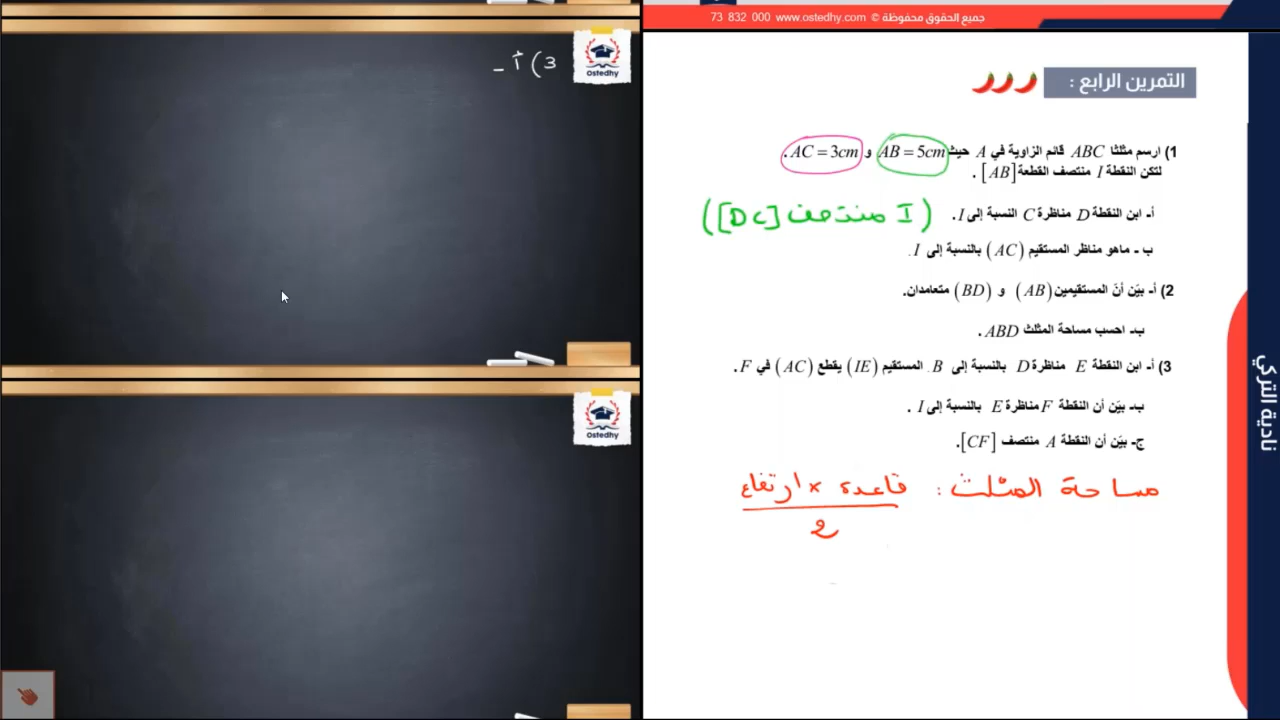 73 832 000 www.ostedhy.com © جميع الحقوق محفوظة
Ostedhy
3) أ -
Ostedhy
التمرين الرابع :
1) ارسم مثلثا ABC قائم الزاوية في A حيث AB = 5cm و AC = 3cm .
لتكن النقطة I منتصف القطعة [AB] .
أ- ابن النقطة D مناظرة C النسبة إلى I .
(I منتصف [DC])
ب - ماهو مناظر المستقيم (AC) بالنسبة إلى I .
2) أ- بيّن أنّ المستقيمين (AB) و (BD) متعامدان.
ب- احسب مساحة المثلث ABD .
3) أ- ابن النقطة E مناظرة D بالنسبة إلى B . المستقيم (IE) يقطع (AC) في F .
ب- بيّن أن النقطة F مناظرة E بالنسبة إلى I .
ج- بيّن أن النقطة A منتصف [CF] .
مساحة المثلث : قاعدة × ارتفاع
2
نادية التركي